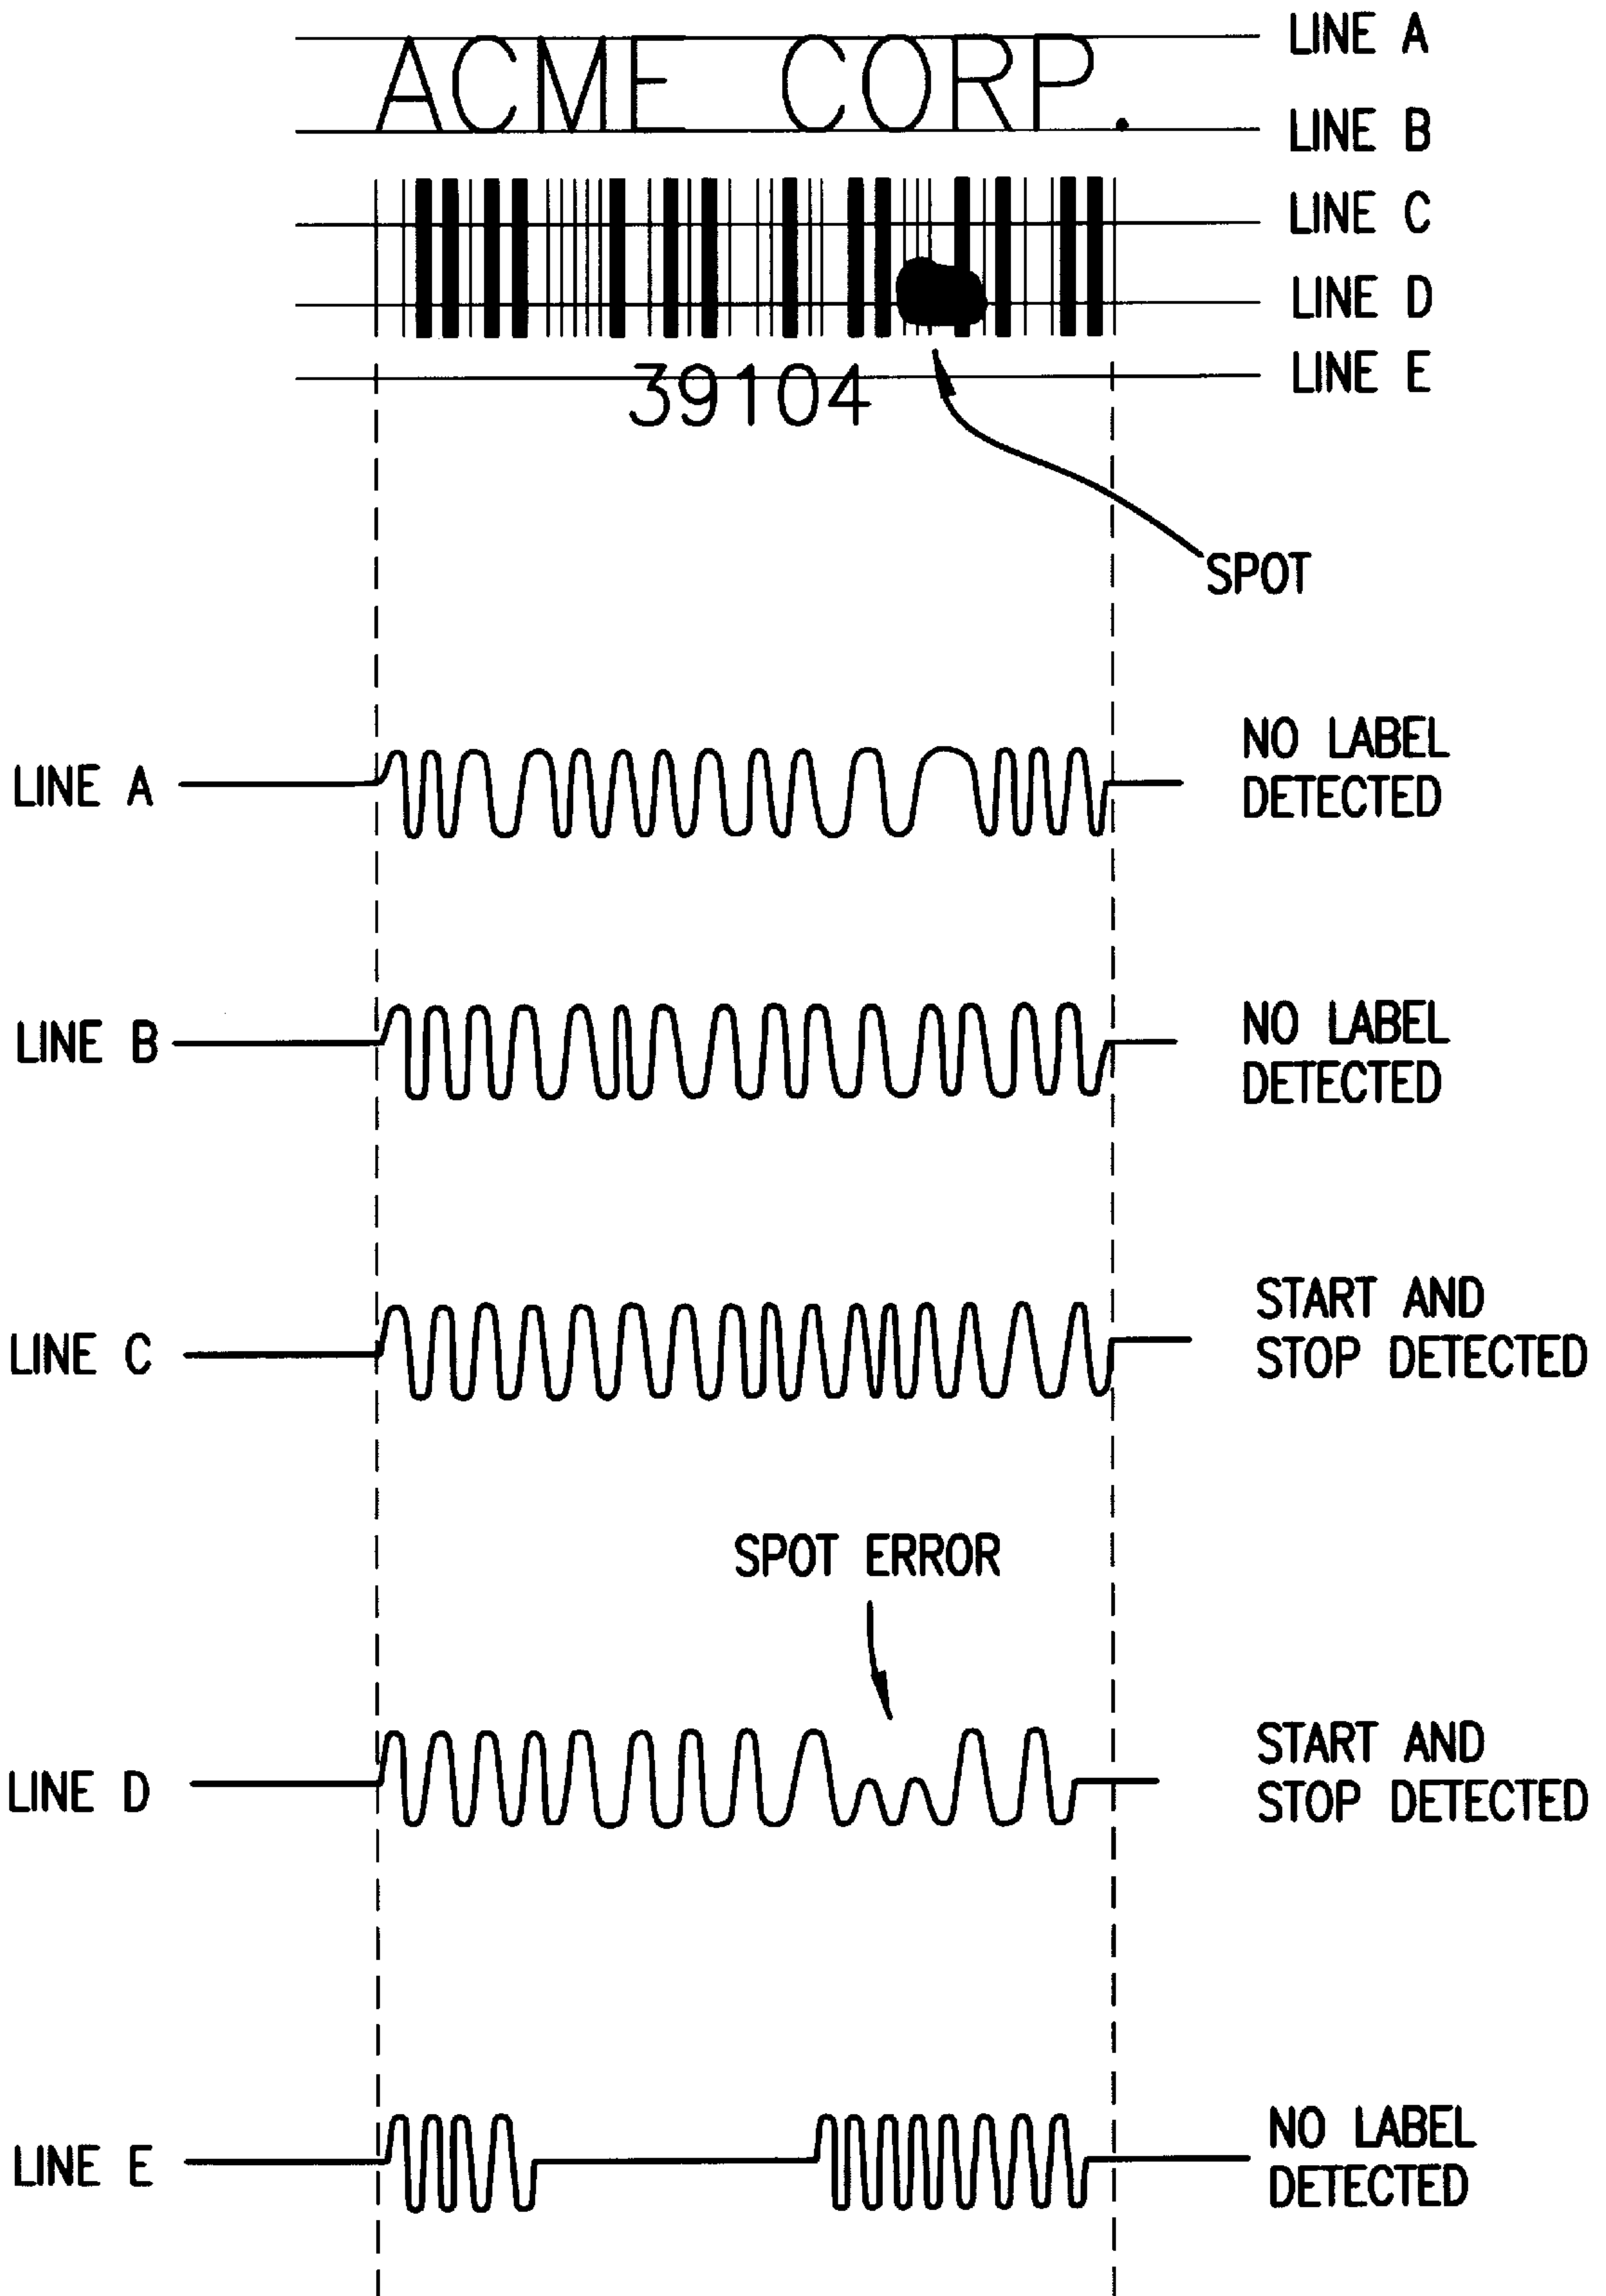 ACME CORP.
LINE A
LINE B
LINE C
LINE D
LINE E
39104
SPOT
LINE A
NO LABEL
DETECTED
LINE B
NO LABEL
DETECTED
LINE C
START AND
STOP DETECTED
SPOT ERROR
LINE D
START AND
STOP DETECTED
LINE E
NO LABEL
DETECTED